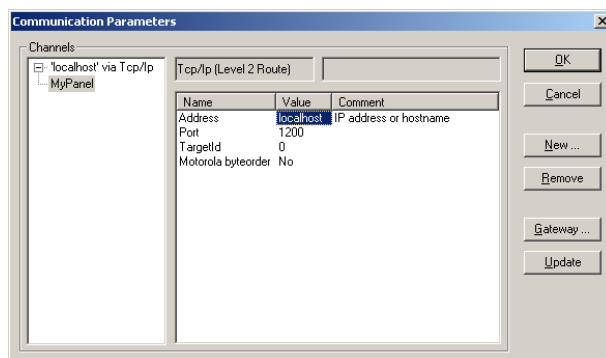 Communication Parameters
Channels
'localhost' via Tcp/Ip
MyPanel
Tcp/Ip (Level 2 Route)
Name Value Comment
Address localhost IP address or hostname
Port 1200
TargetId 0
Motorola byteorder No
OK
Cancel
New ...
Remove
Gateway ...
Update